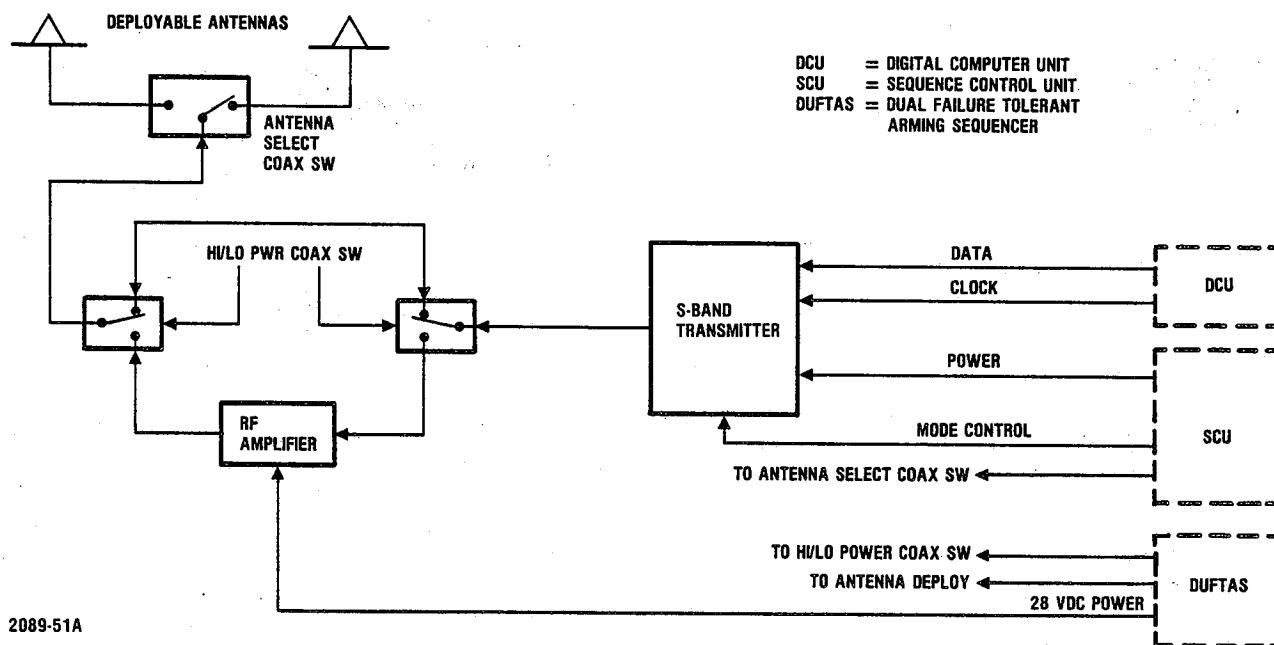 DEPLOYABLE ANTENNAS
DCU = DIGITAL COMPUTER UNIT
SCU = SEQUENCE CONTROL UNIT
DUFTAS = DUAL FAILURE TOLERANT
ARMING SEQUENCER
ANTENNA
SELECT
COAX SW
HI/LO PWR COAX SW
S-BAND
TRANSMITTER
DATA
CLOCK
DCU
POWER
MODE CONTROL
SCU
TO ANTENNA SELECT COAX SW
RF
AMPLIFIER
TO HI/LO POWER COAX SW
TO ANTENNA DEPLOY
28 VDC POWER
DUFTAS
2089-51A